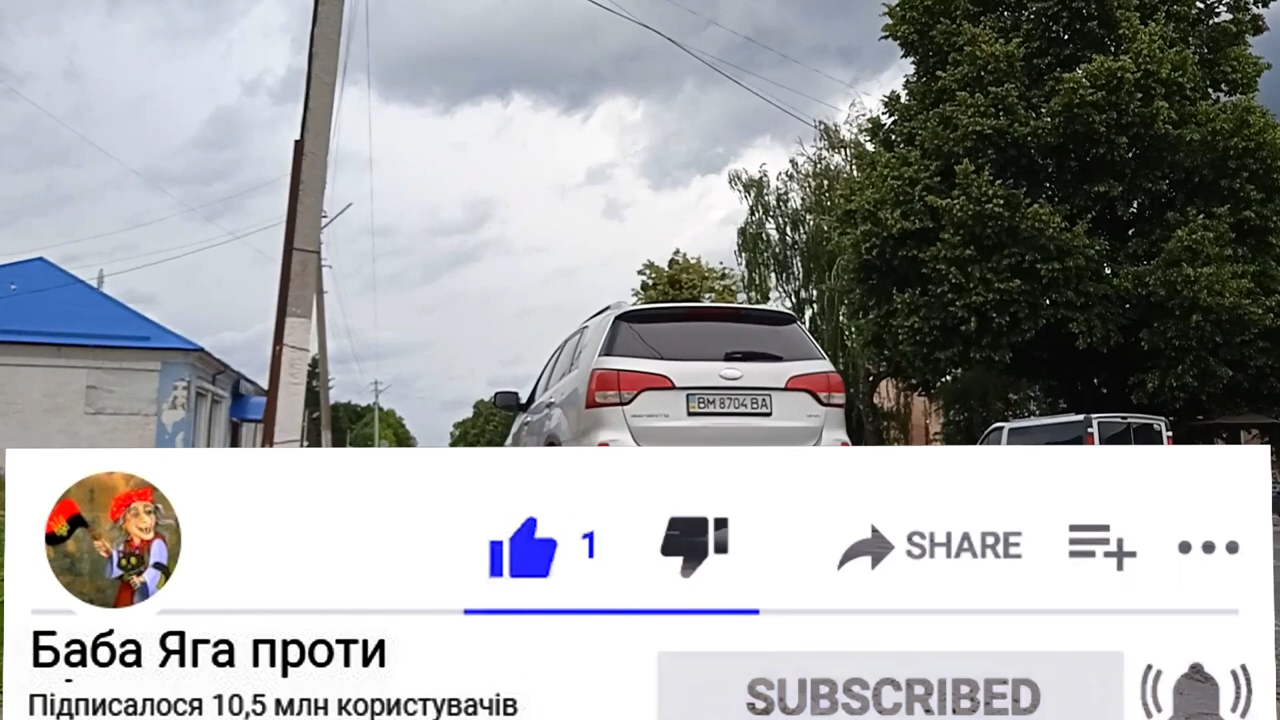 BM 8704 BA
1
SHARE
Баба Яга проти
Підписалося 10,5 млн користувачів
SUBSCRIBED